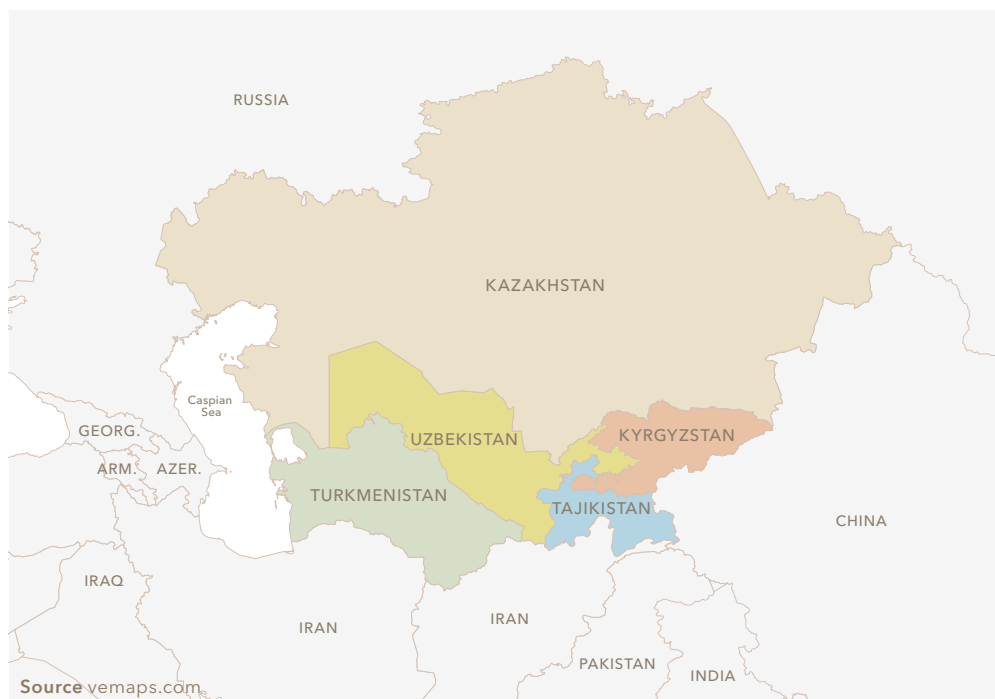 RUSSIA
KAZAKHSTAN
Caspian
Sea
GEORG.
UZBEKISTAN
KYRGYZSTAN
ARM.
AZER.
TURKMENISTAN
TAJIKISTAN
CHINA
IRAQ
IRAN
IRAN
PAKISTAN
INDIA
Source vemaps.com